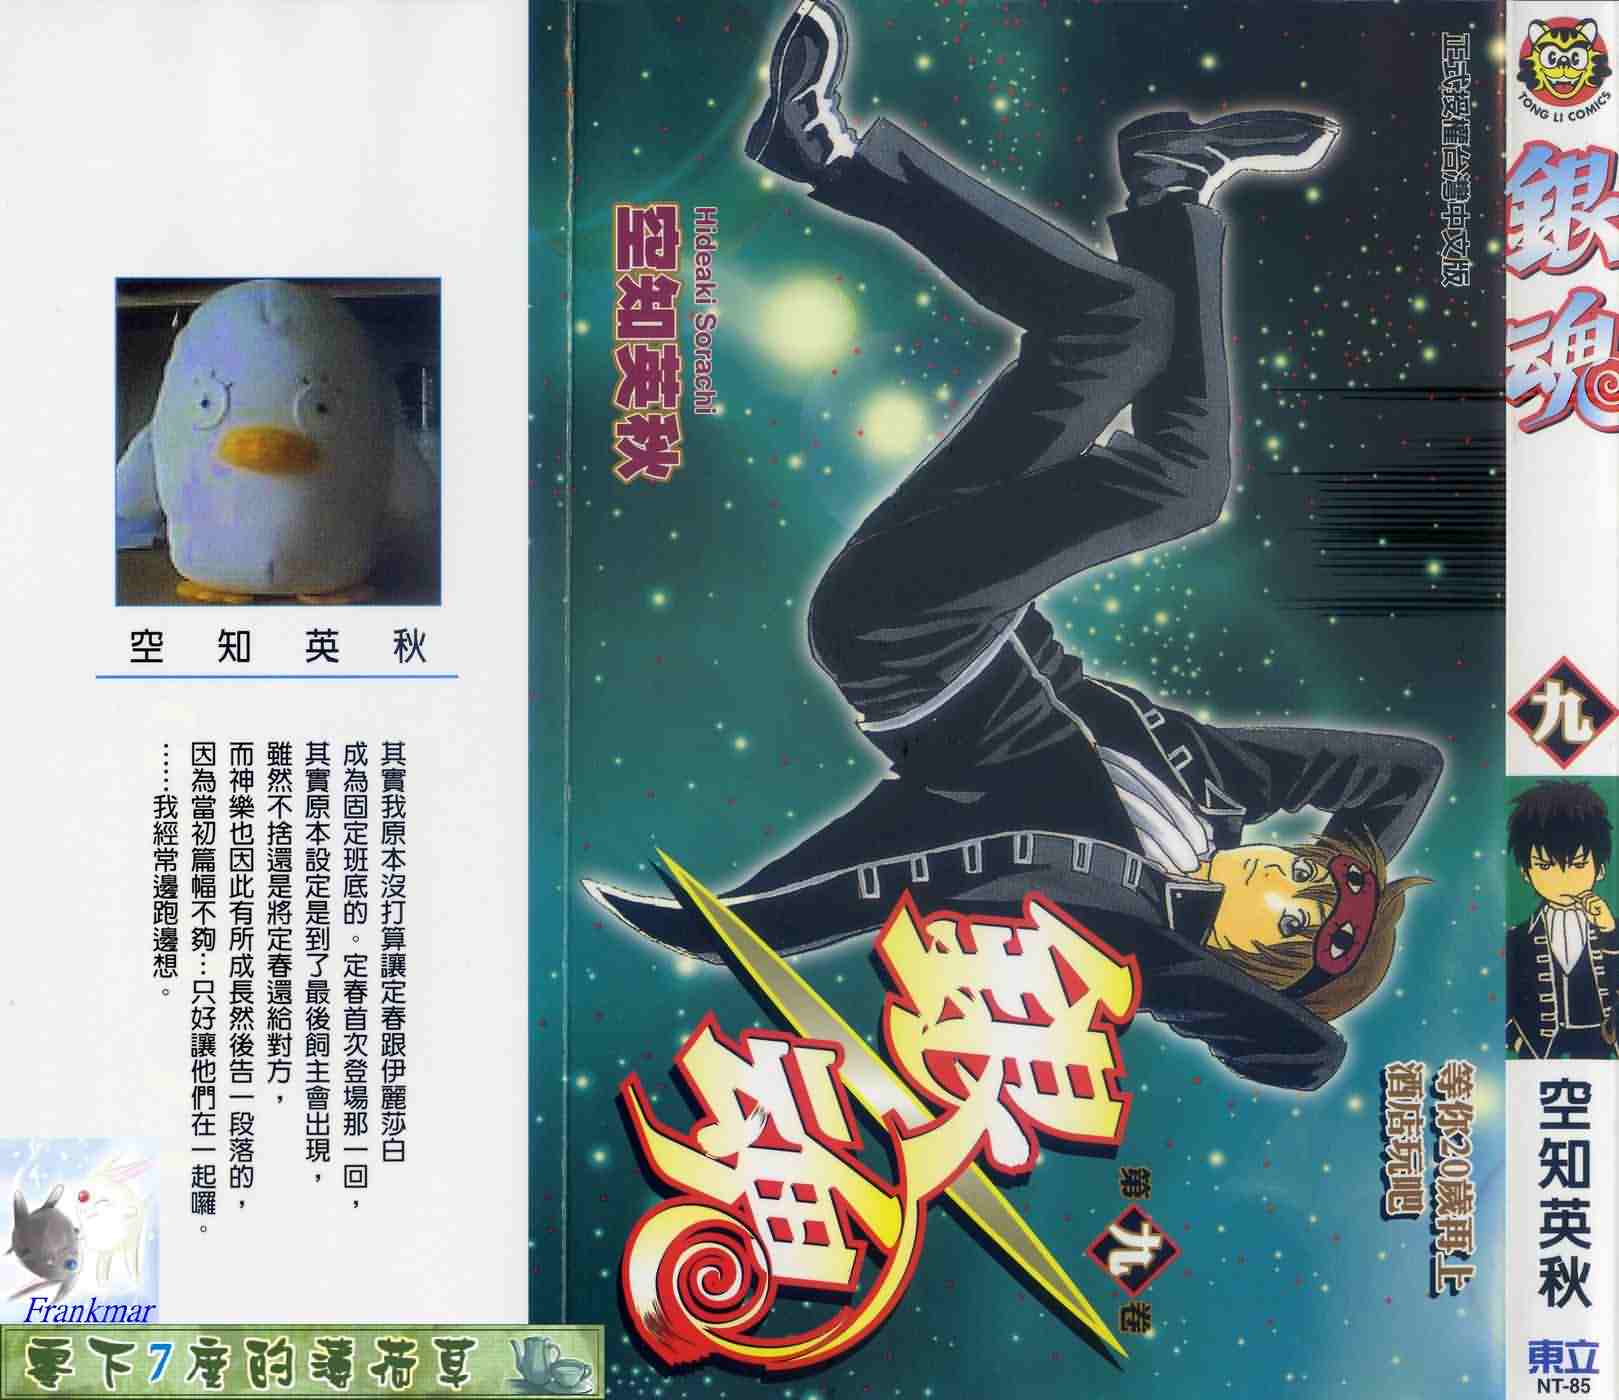 空知英秋
其實我原本沒打算讓定春跟伊麗莎白
成為固定班底的。定春首次登場那一回，
其實原本設定是到了最後飼主會出現，
雖然不捨還是將定春還給對方，
而神樂也因此有所成長然後告一段落的，
因為當初篇幅不夠…只好讓他們在一起囉。
……我經常邊跑邊想。
Frankmar
零下7度的薄荷草
正式授權台灣中文版
Hideaki Sorachi
空知英秋
銀魂
第九卷
等你20歲再上
酒店玩吧
TONG LI COMICS
銀魂
九
空知英秋
東立
NT-85